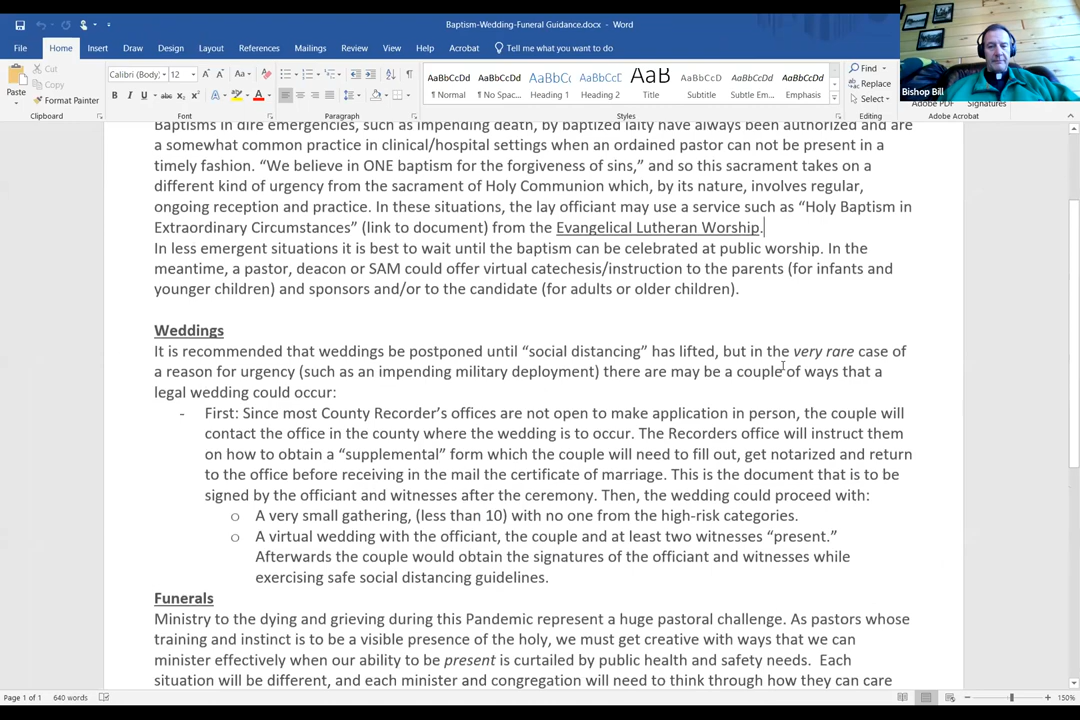 Baptism-Wedding-Funeral Guidance.docx - Word
File Home Insert Draw Design Layout References Mailings Review View Help Acrobat Tell me what you want to do
Paste
Cut
Copy
Format Painter
Calibri (Body) 12
AaBbCcDd AaBbCcDd AaBbCc AaBbCcD AaB AaBbCcD AaBbCcDd AaBbCcDd
¶ Normal ¶ No Spac... Heading 1 Heading 2 Title Subtitle Subtle Em... Emphasis
Find
Replace
Select
Bishop Bill
Adobe PDF Signatures
Clipboard Font Paragraph Styles Editing Adobe Acrobat
Baptisms in dire emergencies, such as impending death, by baptized laity have always been authorized and are
a somewhat common practice in clinical/hospital settings when an ordained pastor can not be present in a
timely fashion. “We believe in ONE baptism for the forgiveness of sins,” and so this sacrament takes on a
different kind of urgency from the sacrament of Holy Communion which, by its nature, involves regular,
ongoing reception and practice. In these situations, the lay officiant may use a service such as “Holy Baptism in
Extraordinary Circumstances” (link to document) from the Evangelical Lutheran Worship.
In less emergent situations it is best to wait until the baptism can be celebrated at public worship. In the
meantime, a pastor, deacon or SAM could offer virtual catechesis/instruction to the parents (for infants and
younger children) and sponsors and/or to the candidate (for adults or older children).
Weddings
It is recommended that weddings be postponed until “social distancing” has lifted, but in the very rare case of
a reason for urgency (such as an impending military deployment) there are may be a couple of ways that a
legal wedding could occur:
- First: Since most County Recorder’s offices are not open to make application in person, the couple will
contact the office in the county where the wedding is to occur. The Recorders office will instruct them
on how to obtain a “supplemental” form which the couple will need to fill out, get notarized and return
to the office before receiving in the mail the certificate of marriage. This is the document that is to be
signed by the officiant and witnesses after the ceremony. Then, the wedding could proceed with:
o A very small gathering, (less than 10) with no one from the high-risk categories.
o A virtual wedding with the officiant, the couple and at least two witnesses “present.”
Afterwards the couple would obtain the signatures of the officiant and witnesses while
exercising safe social distancing guidelines.
Funerals
Ministry to the dying and grieving during this Pandemic represent a huge pastoral challenge. As pastors whose
training and instinct is to be a visible presence of the holy, we must get creative with ways that we can
minister effectively when our ability to be present is curtailed by public health and safety needs. Each
situation will be different, and each minister and congregation will need to think through how they can care
Page 1 of 1 640 words 150%